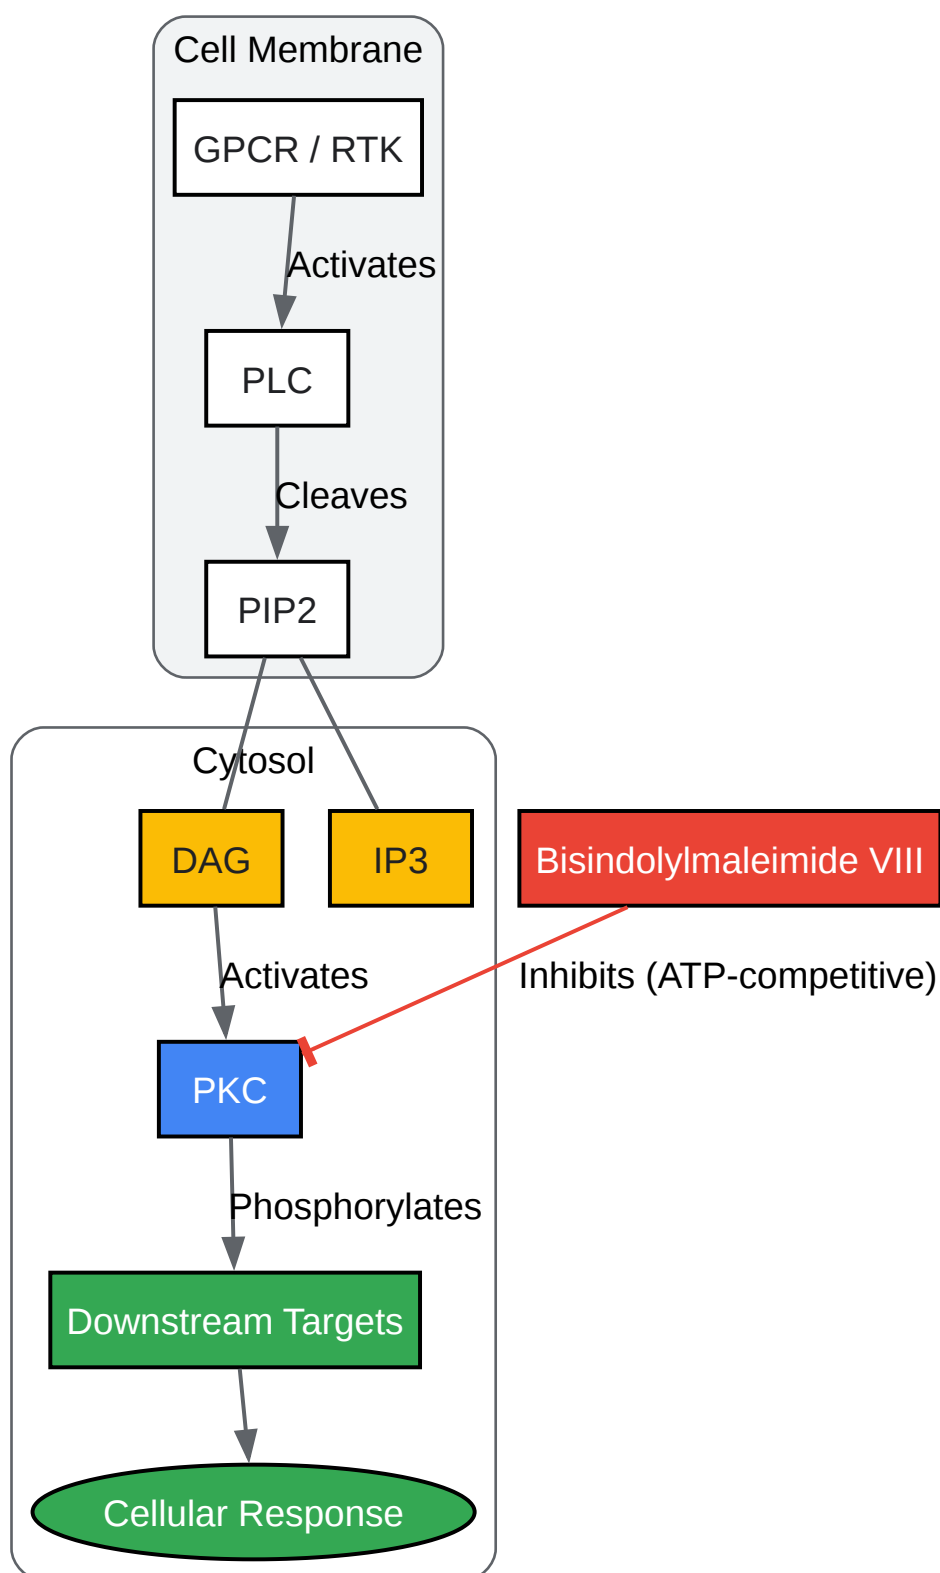 Cell Membrane
GPCR / RTK
Activates
PLC
Cleaves
PIP2
Cytosol
DAG
IP3
Bisindolylmaleimide VIII
Activates
Inhibits (ATP-competitive)
PKC
Phosphorylates
Downstream Targets
Cellular Response